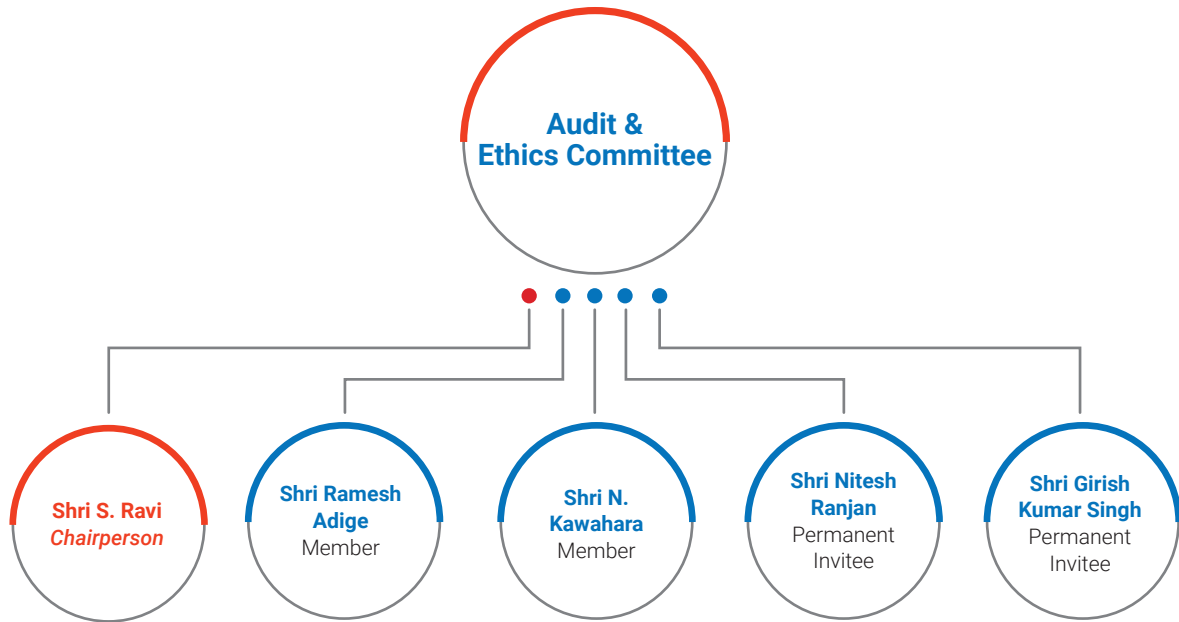 Audit &
Ethics Committee
Shri S. Ravi
Chairperson
Shri Ramesh
Adige
Member
Shri N.
Kawahara
Member
Shri Nitesh
Ranjan
Permanent
Invitee
Shri Girish
Kumar Singh
Permanent
Invitee